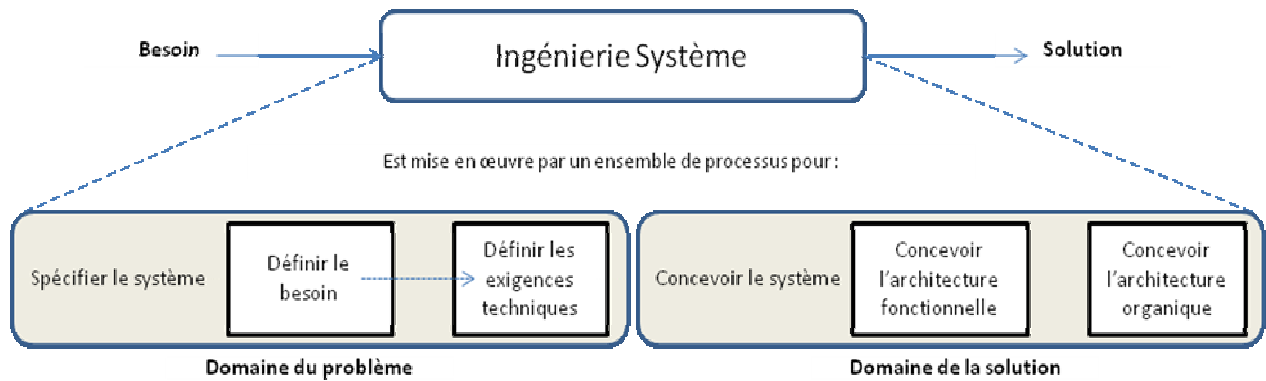 Besoin
Ingénierie Système
Solution
Est mise en œuvre par un ensemble de processus pour :
Spécifier le système
Définir le
besoin
Définir les
exigences
techniques
Concevoir le système
Concevoir
l'architecture
fonctionnelle
Concevoir
l'architecture
organique
Domaine du problème
Domaine de la solution